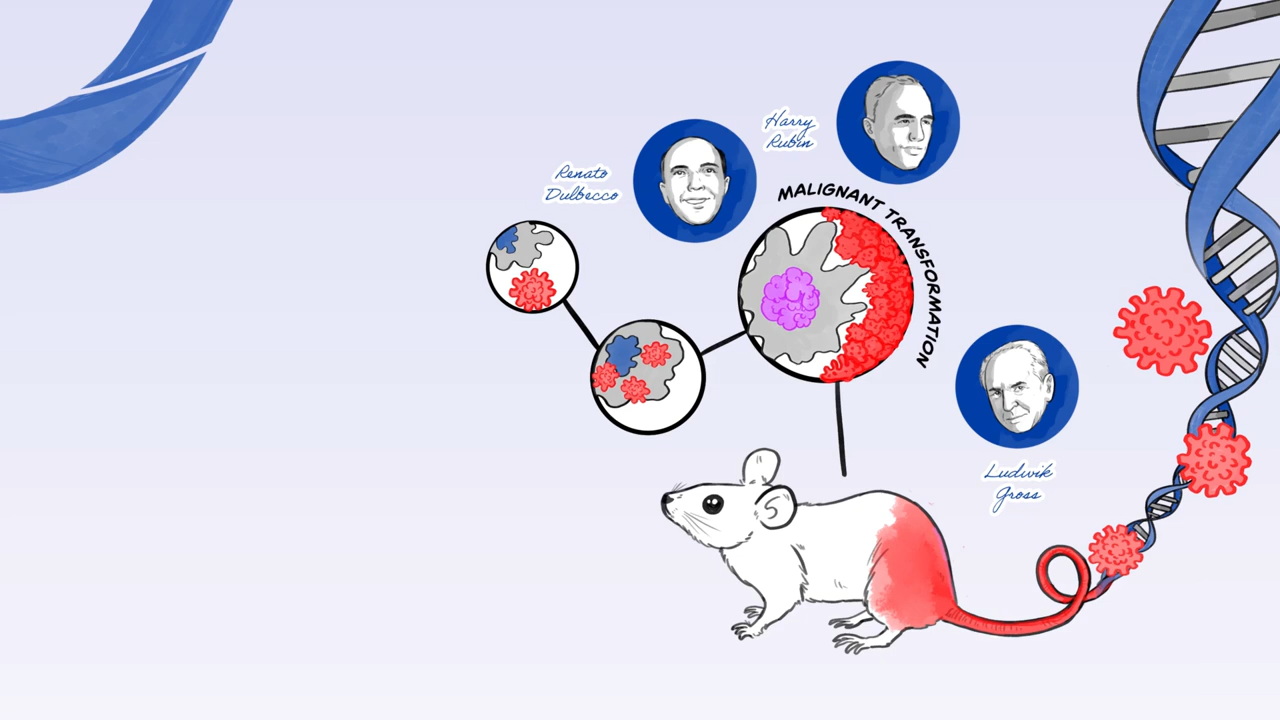 Harry
Rubin
Renato
Dulbecco
MALIGNANT TRANSFORMATION
Ludwik
Gross